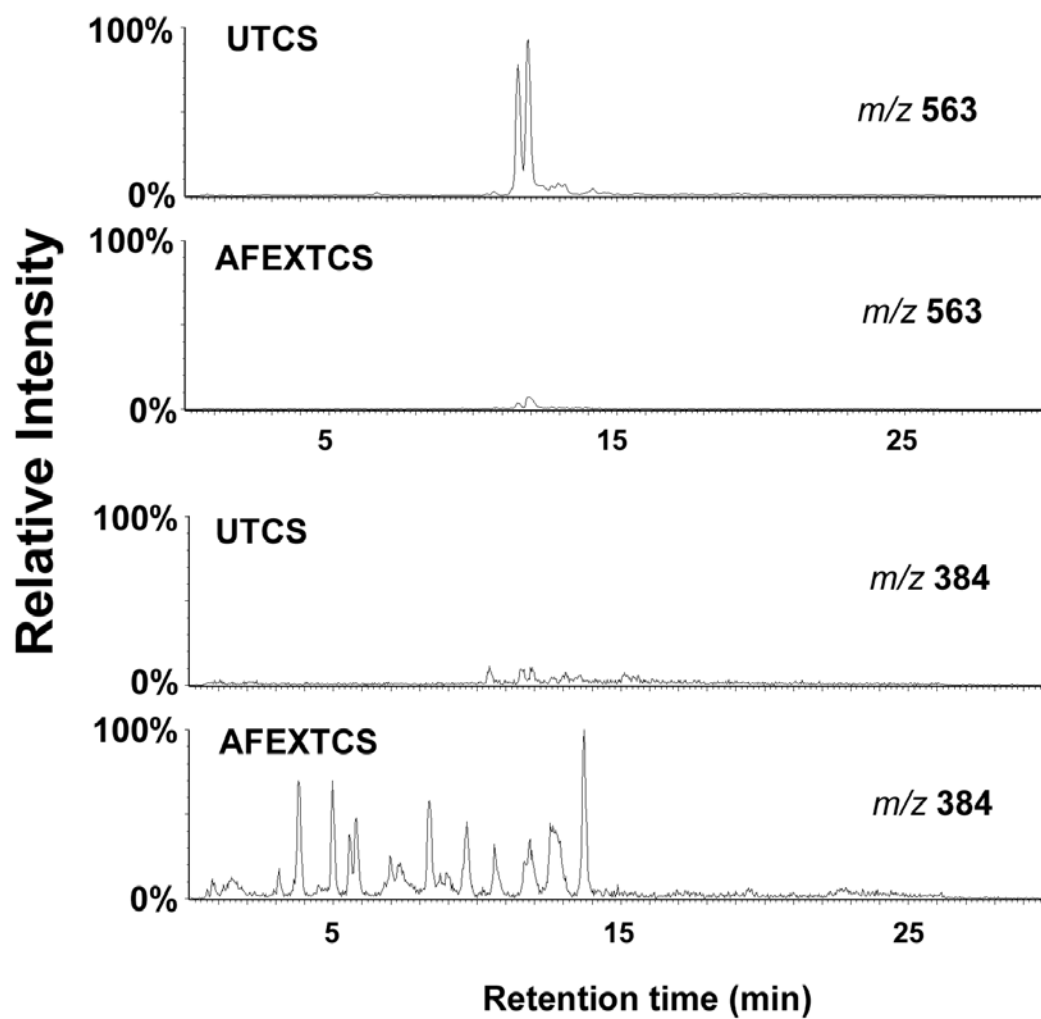 Relative Intensity
100%
UTCS
m/z 563
0%
100%
AFEXTCS
m/z 563
0%
5 15 25
100%
UTCS
m/z 384
0%
100%
AFEXTCS
m/z 384
0%
5 15 25
Retention time (min)